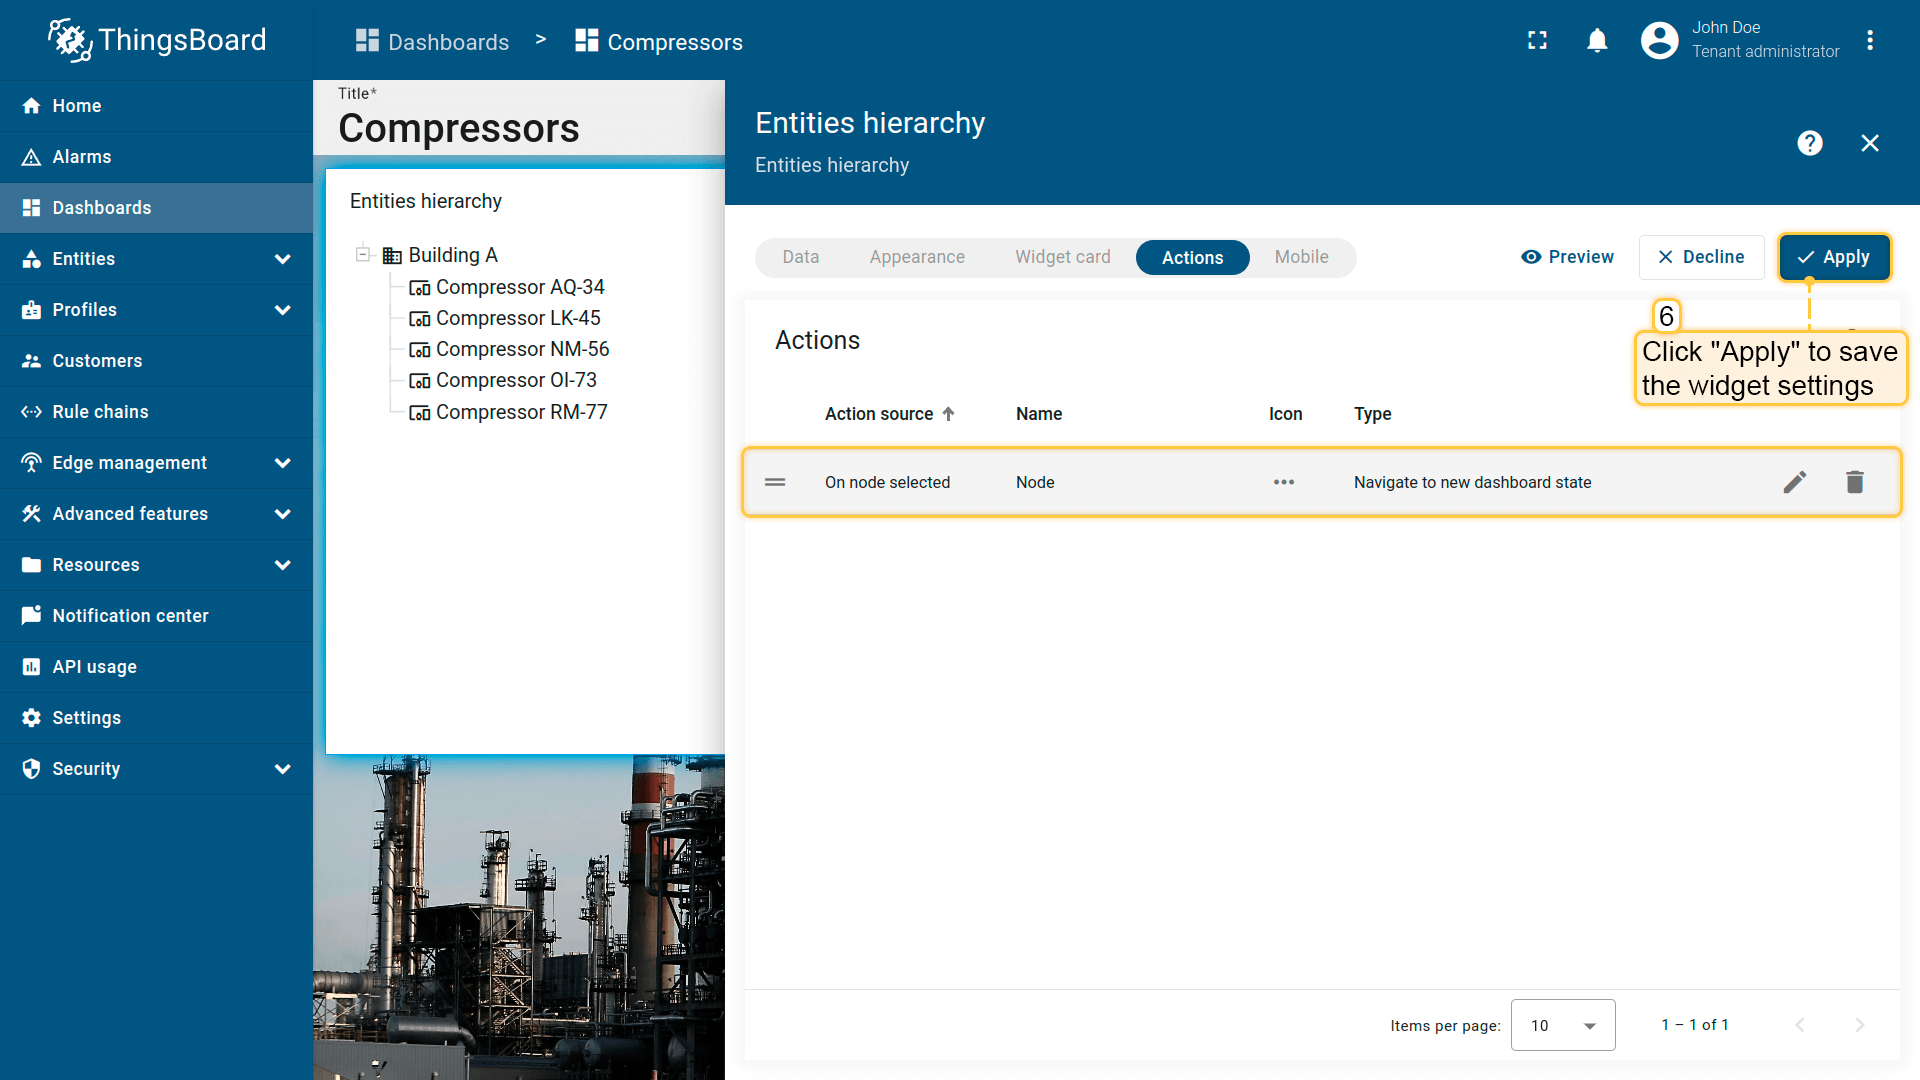 ThingsBoard
Dashboards > Compressors
John Doe
Tenant administrator
Home
Alarms
Dashboards
Entities
Profiles
Customers
Rule chains
Edge management
Advanced features
Resources
Notification center
API usage
Settings
Security
Title*
Compressors
Entities hierarchy
Building A
Compressor AQ-34
Compressor LK-45
Compressor NM-56
Compressor OI-73
Compressor RM-77
Entities hierarchy
Entities hierarchy
Data Appearance Widget card Actions Mobile
Preview Decline Apply
6
Click "Apply" to save
the widget settings
Actions
Action source Name Icon Type
On node selected Node Navigate to new dashboard state
Items per page: 10 1 – 1 of 1